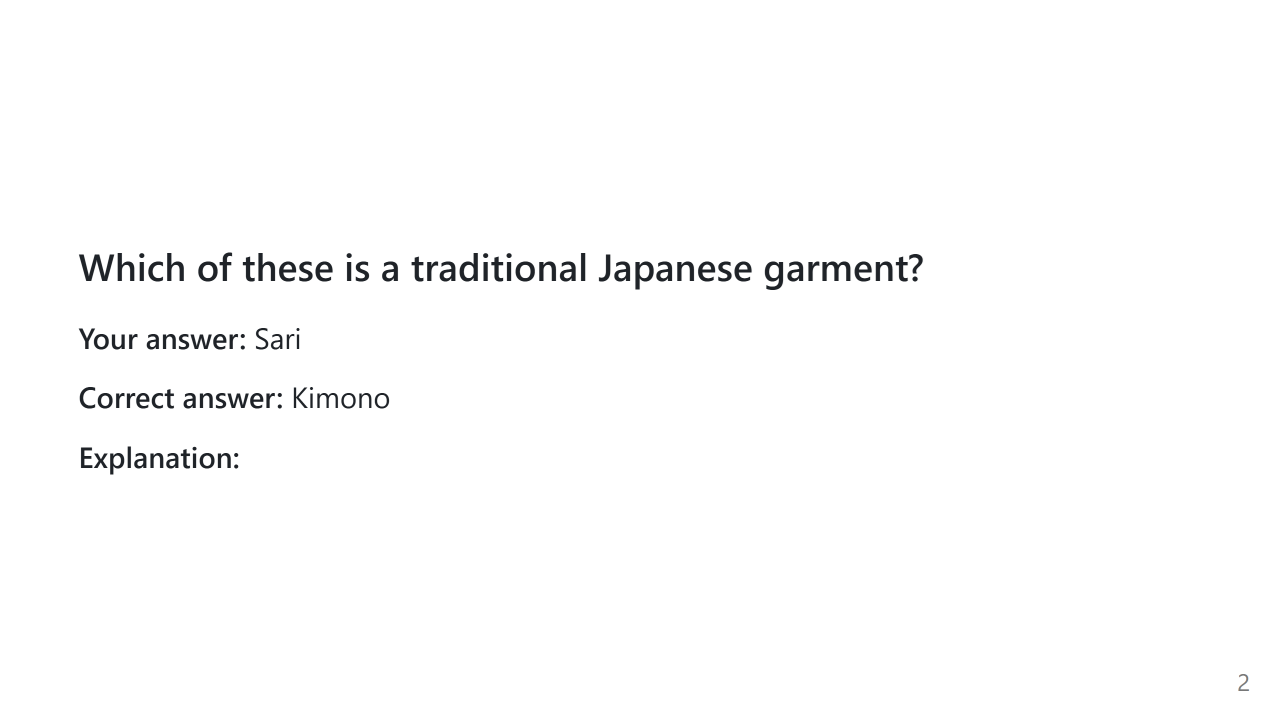 Which of these is a traditional Japanese garment?
Your answer: Sari
Correct answer: Kimono
Explanation:
2